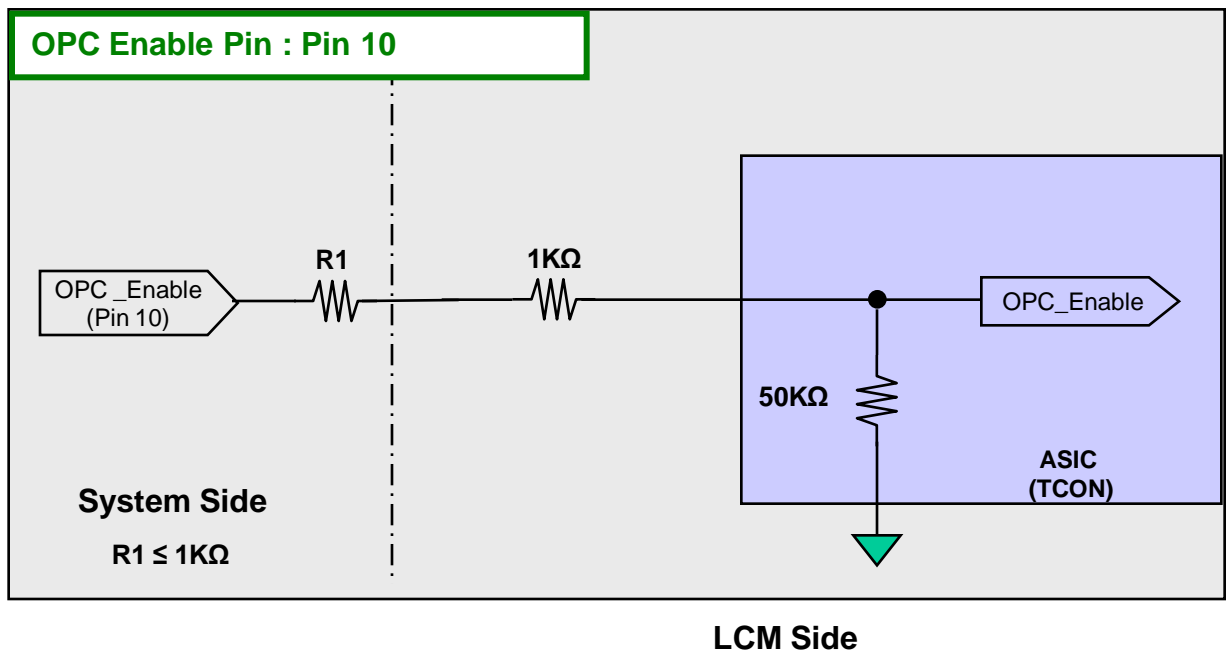 OPC Enable Pin : Pin 10
R1
1KΩ
OPC _Enable
(Pin 10)
OPC_Enable
50KΩ
ASIC
(TCON)
System Side
R1 ≤ 1KΩ
LCM Side